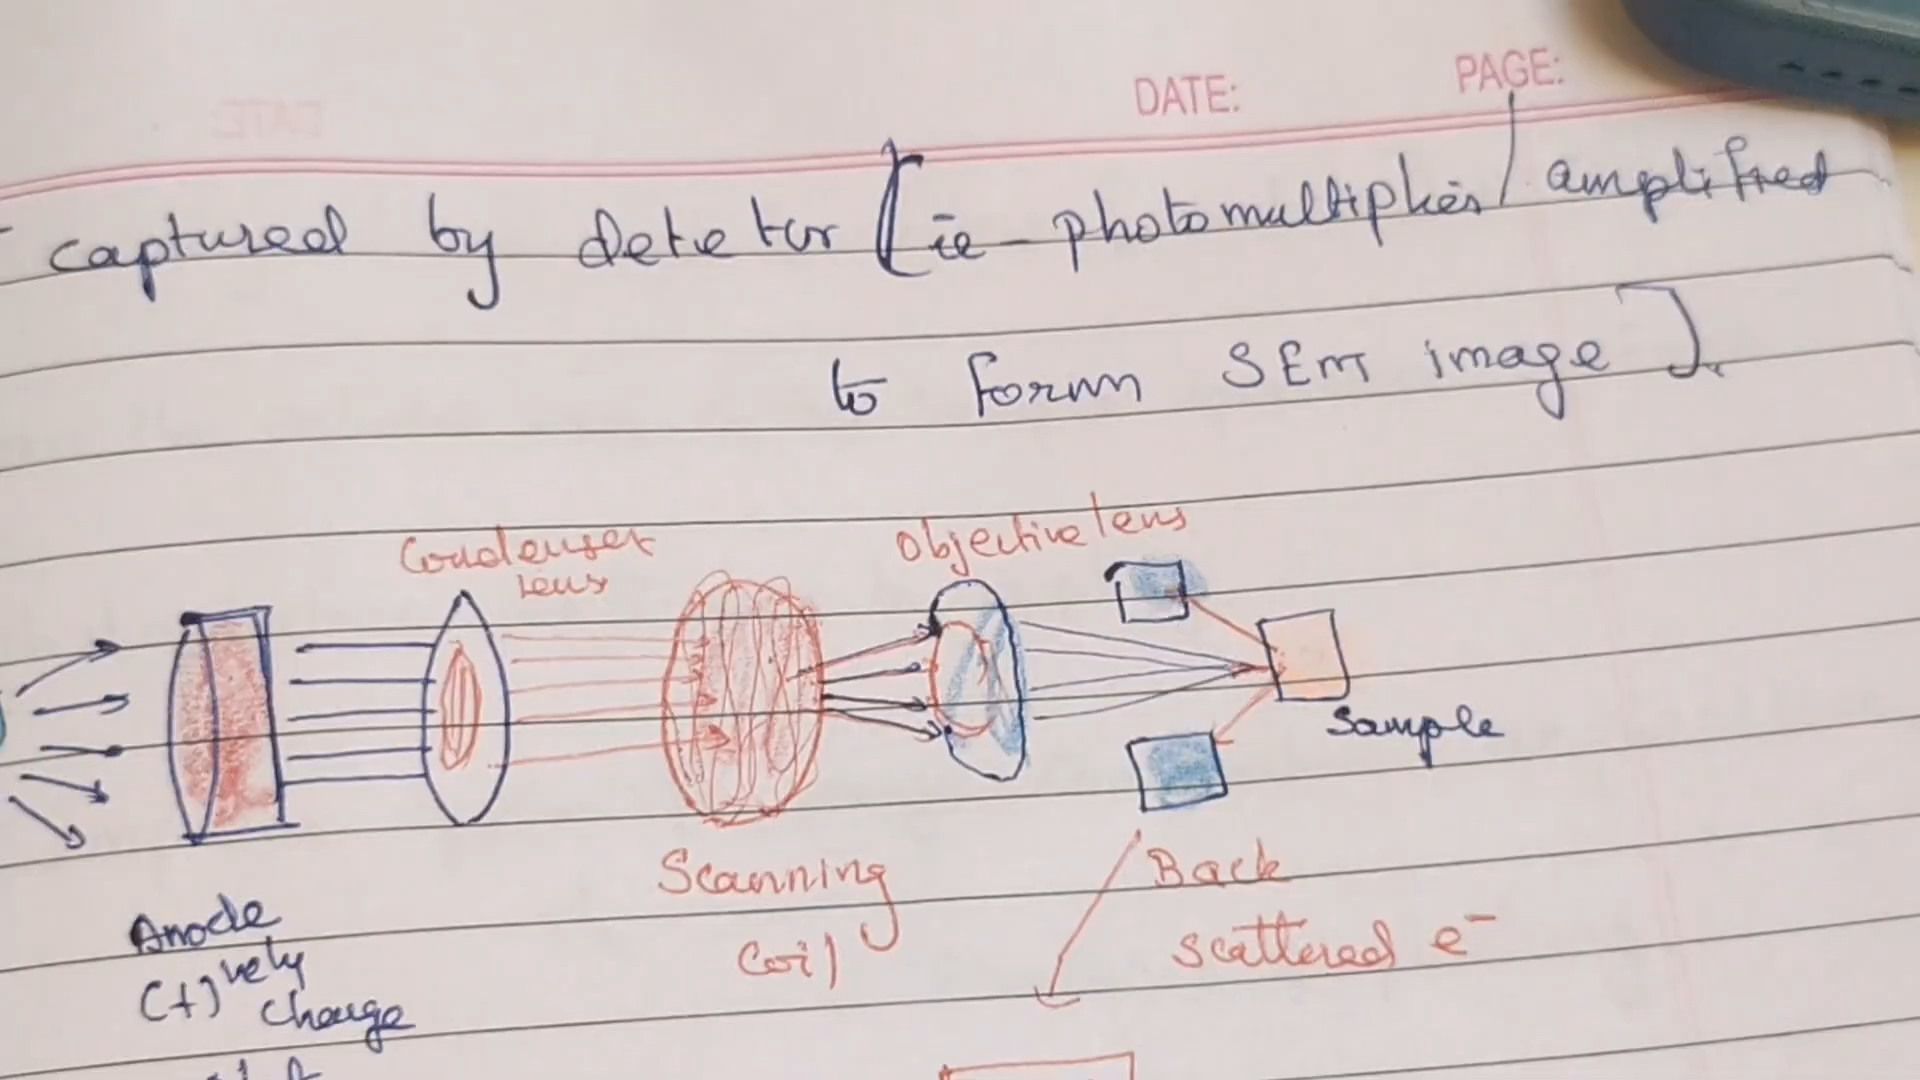 DATE:
PAGE:
captured by detetor [ie - photomultiplier / amplified
to form SEM image].
Condenser
Lens
Objective lens
Sample
Scanning
Coil
Back
Scattered e⁻
Anode
(+)vely
Charge